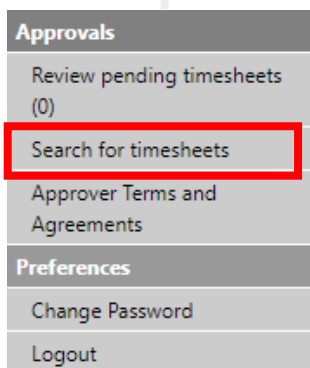 Approvals
Review pending timesheets
(0)
Search for timesheets
Approver Terms and
Agreements
Preferences
Change Password
Logout